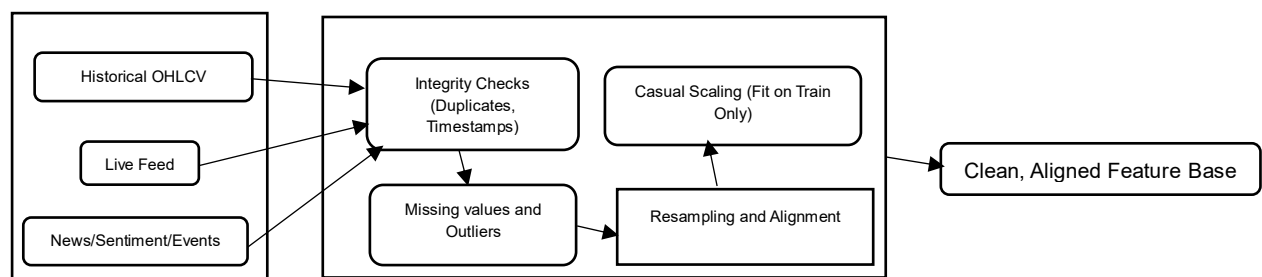 Historical OHLCV
Live Feed
News/Sentiment/Events
Integrity Checks
(Duplicates,
Timestamps)
Missing values and
Outliers
Resampling and Alignment
Casual Scaling (Fit on Train
Only)
Clean, Aligned Feature Base